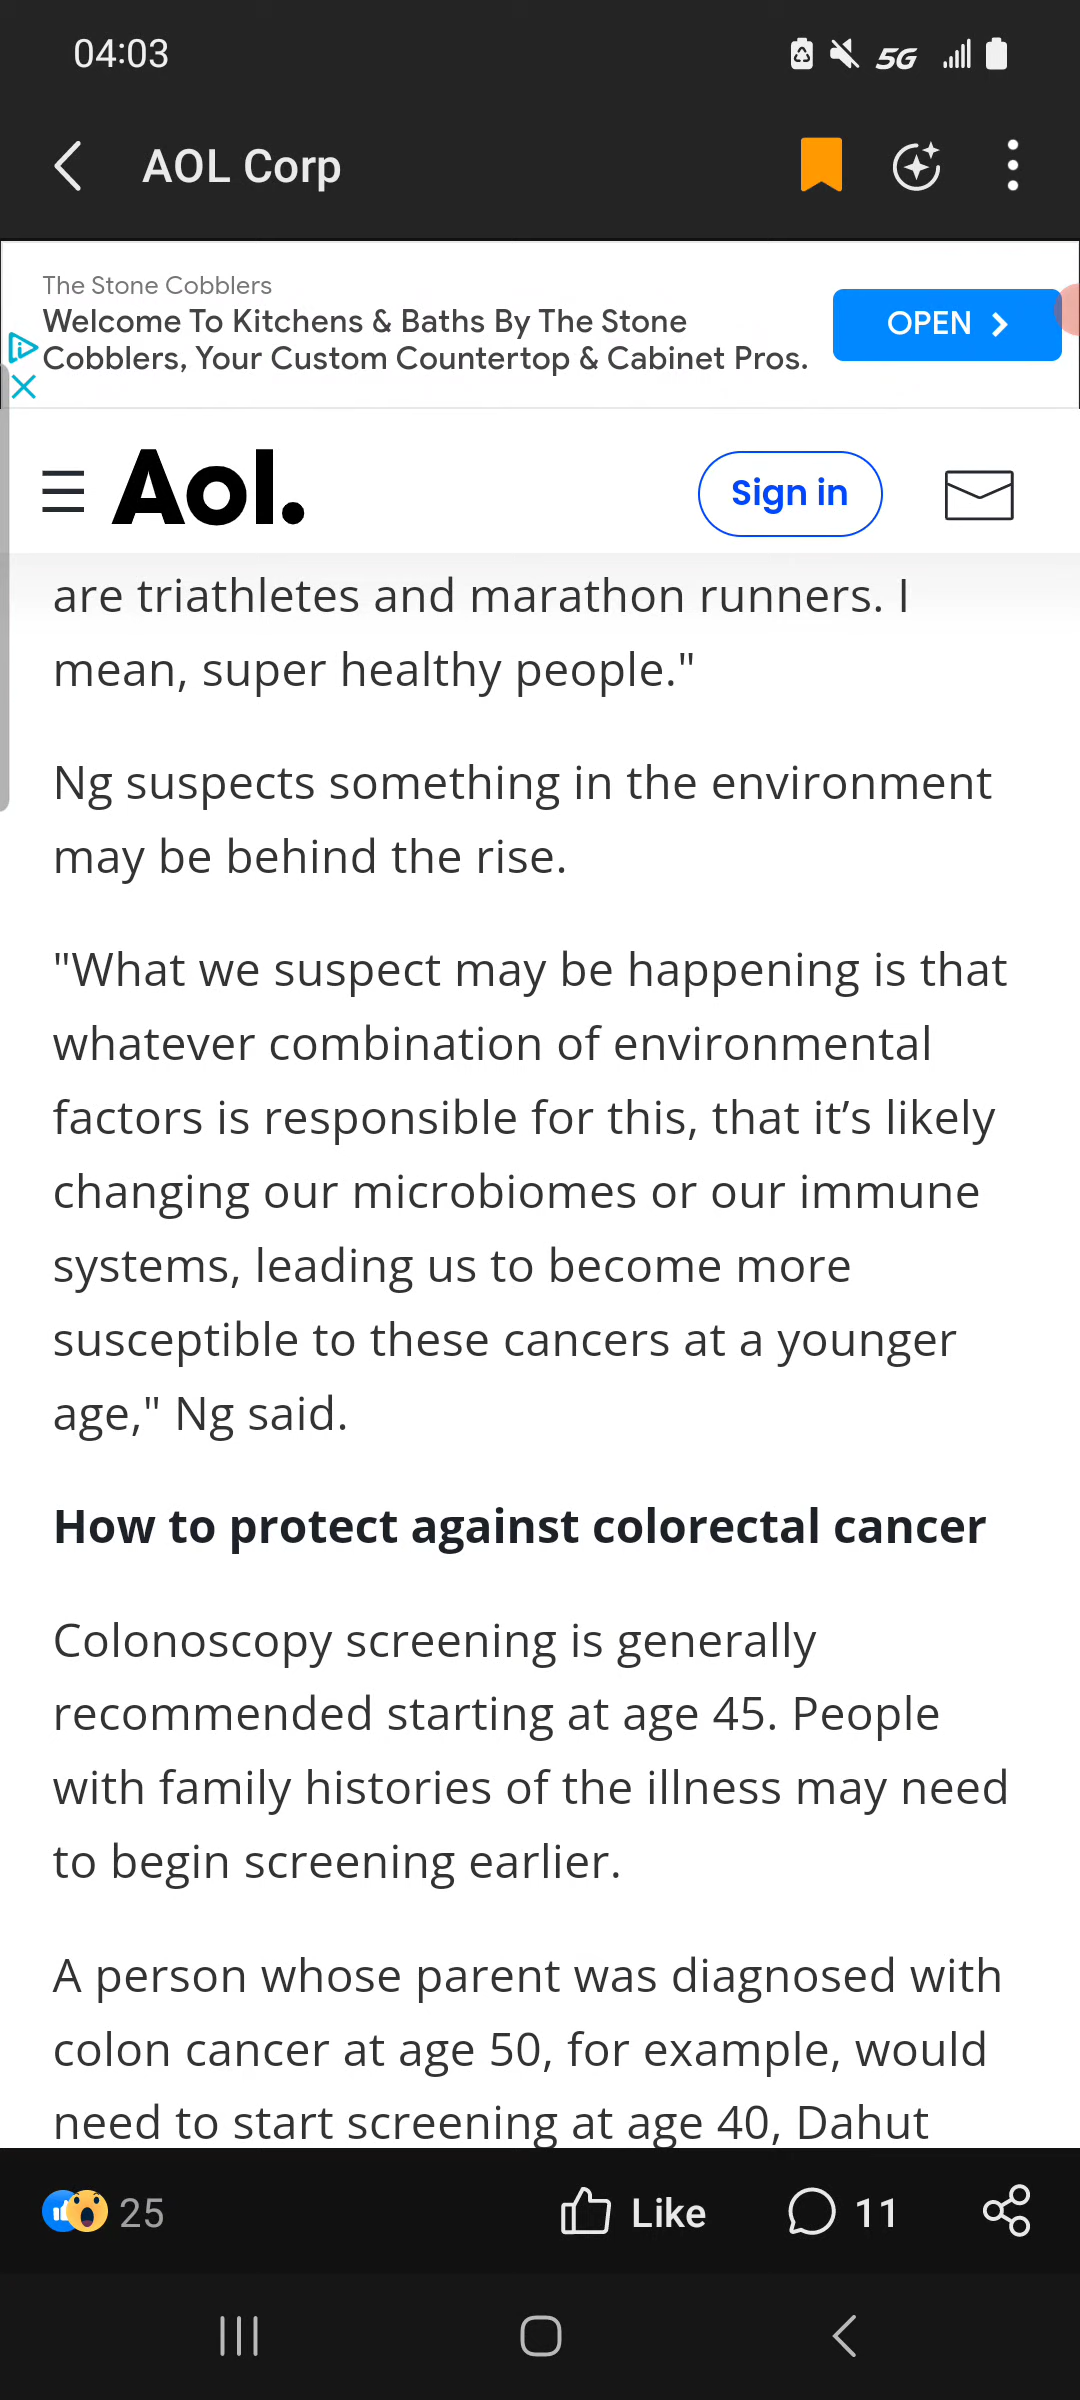 04:03
5G
AOL Corp
The Stone Cobblers
Welcome To Kitchens & Baths By The Stone
Cobblers, Your Custom Countertop & Cabinet Pros.
OPEN
Aol.
Sign in
are triathletes and marathon runners. I
mean, super healthy people."
Ng suspects something in the environment
may be behind the rise.
"What we suspect may be happening is that
whatever combination of environmental
factors is responsible for this, that it’s likely
changing our microbiomes or our immune
systems, leading us to become more
susceptible to these cancers at a younger
age," Ng said.
How to protect against colorectal cancer
Colonoscopy screening is generally
recommended starting at age 45. People
with family histories of the illness may need
to begin screening earlier.
A person whose parent was diagnosed with
colon cancer at age 50, for example, would
need to start screening at age 40, Dahut
25
Like
11